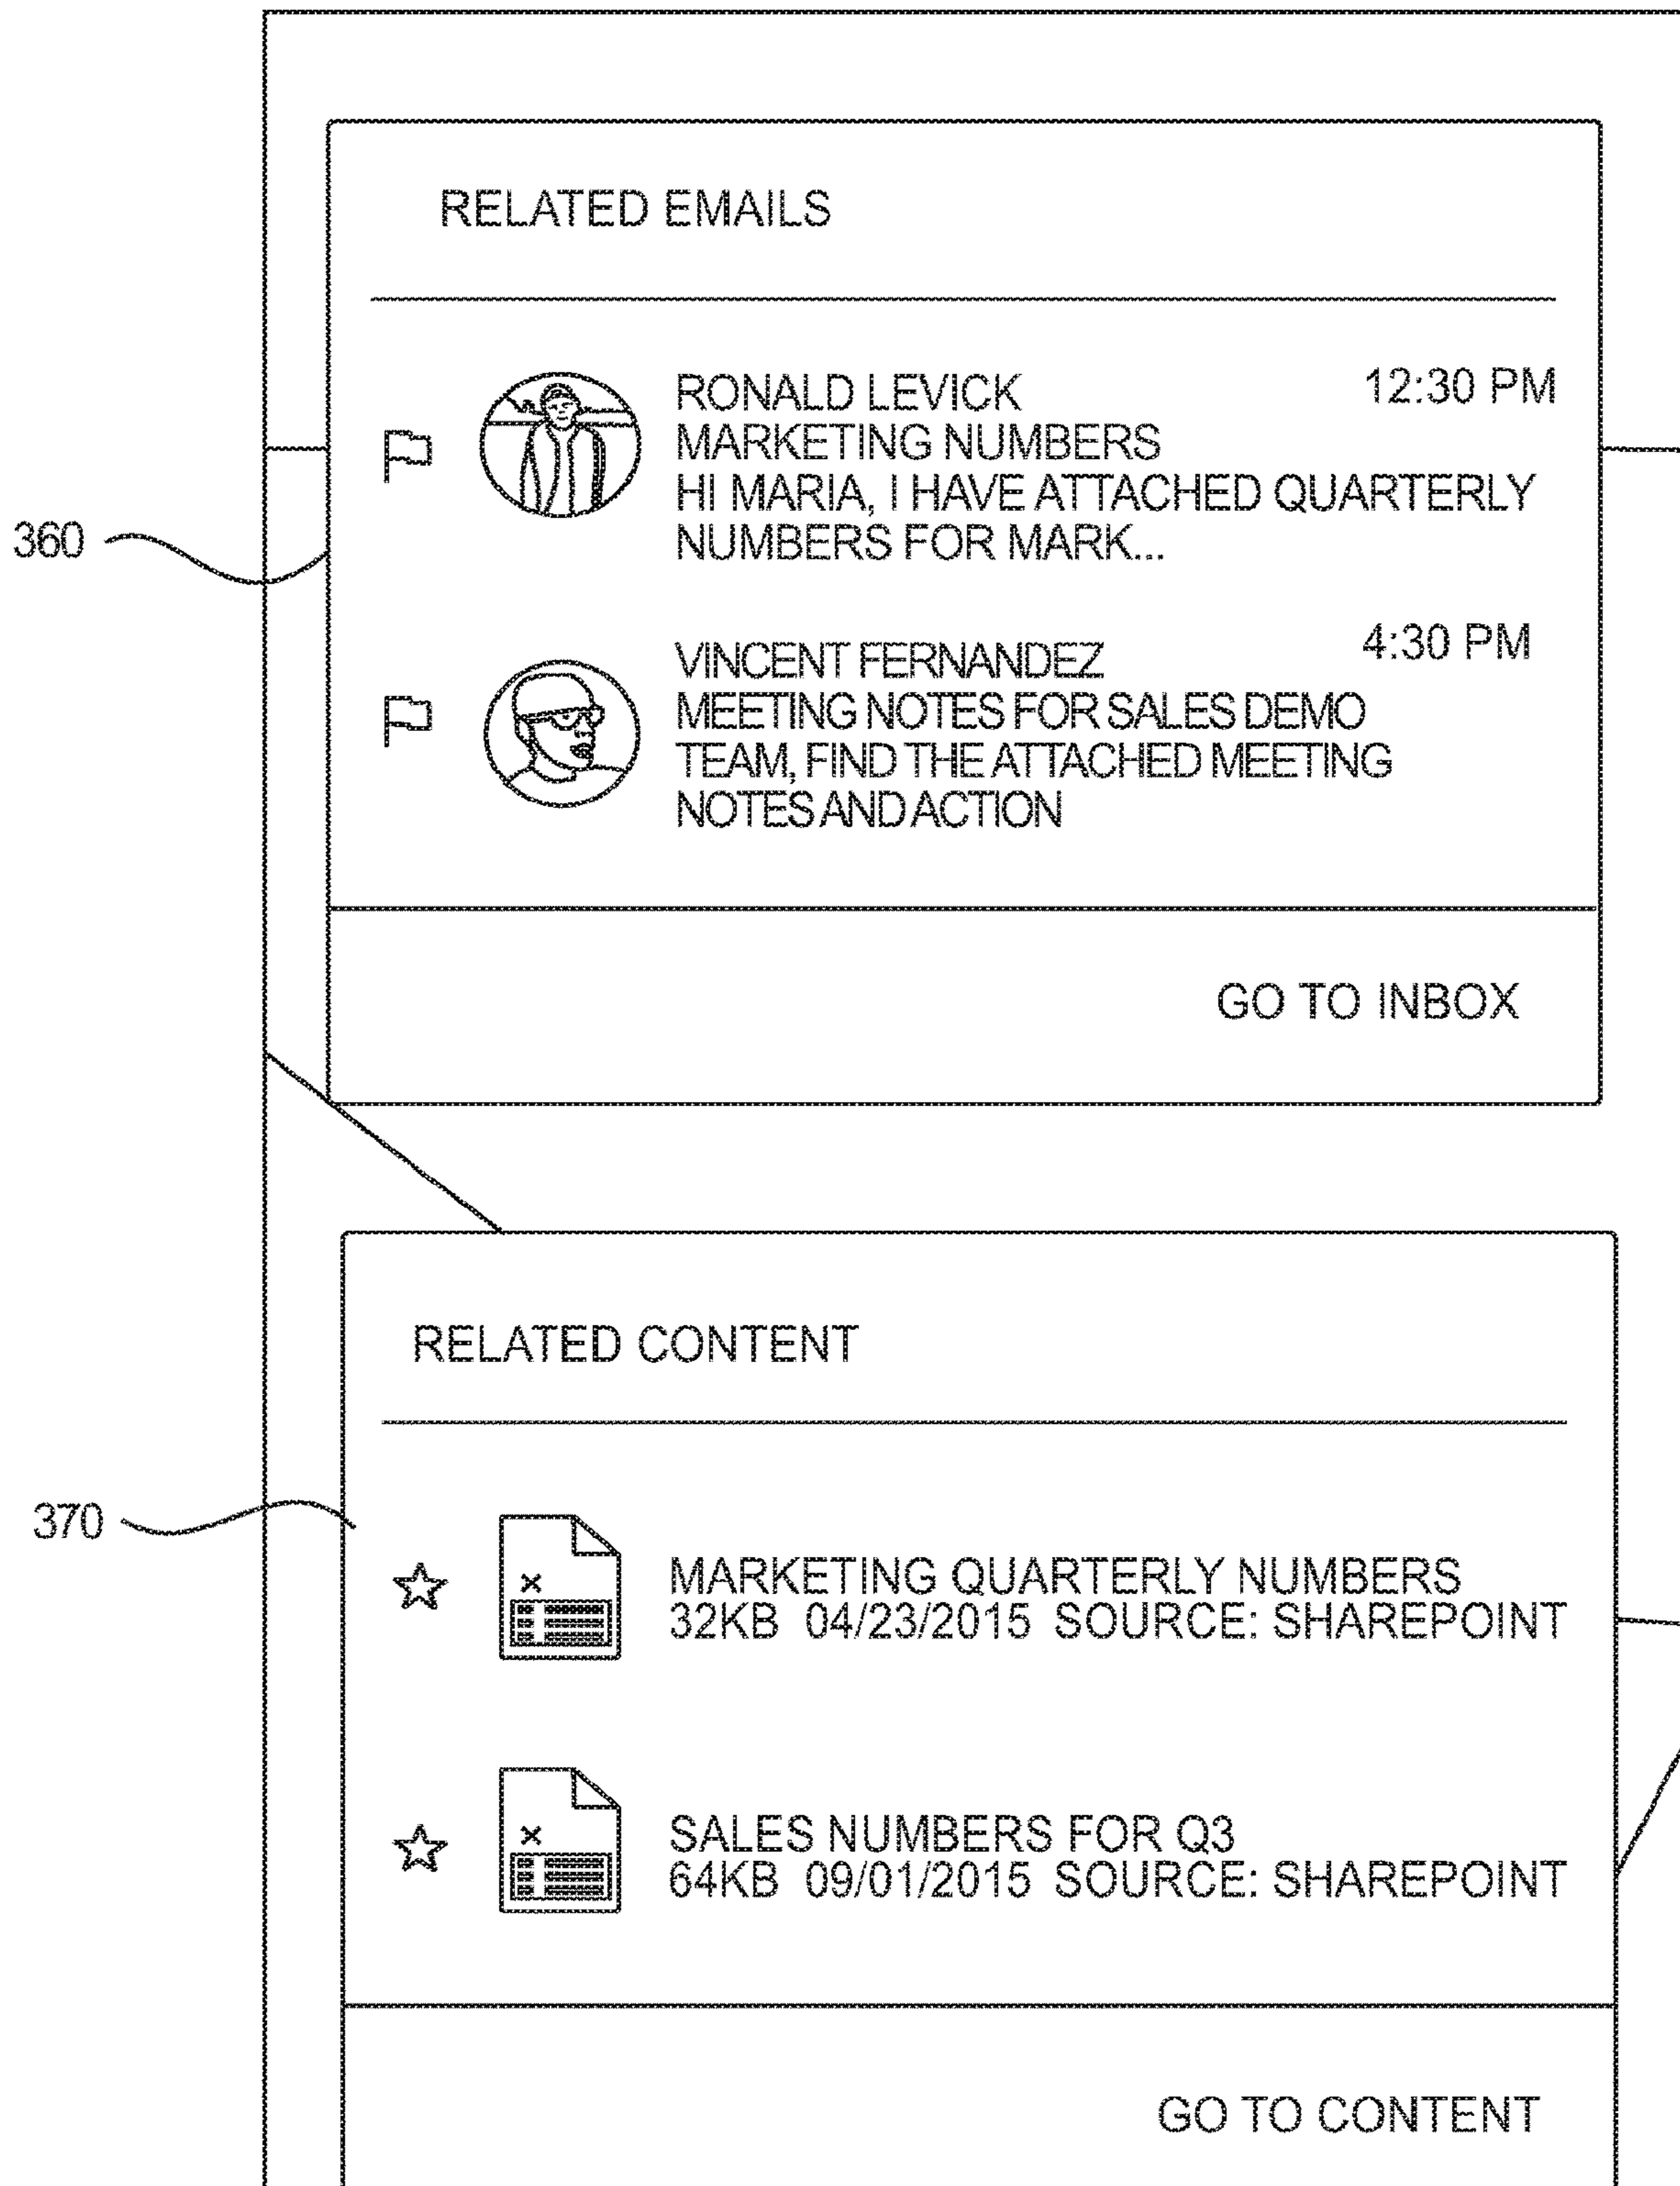 RELATED EMAILS
RONALD LEVICK
12:30 PM
MARKETING NUMBERS
HI MARIA, I HAVE ATTACHED QUARTERLY
NUMBERS FOR MARK...
360
VINCENT FERNANDEZ
4:30 PM
MEETING NOTES FOR SALES DEMO
TEAM, FIND THE ATTACHED MEETING
NOTES AND ACTION
GO TO INBOX
RELATED CONTENT
370
MARKETING QUARTERLY NUMBERS
32KB 04/23/2015 SOURCE: SHAREPOINT
SALES NUMBERS FOR Q3
64KB 09/01/2015 SOURCE: SHAREPOINT
GO TO CONTENT